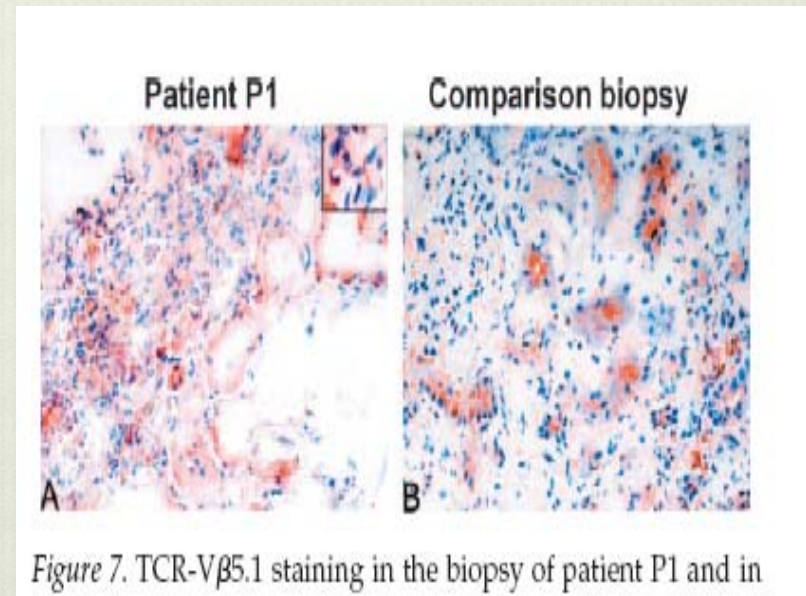 Patient P1 Comparison biopsy
A B
Figure 7. TCR-Vβ5.1 staining in the biopsy of patient P1 and in